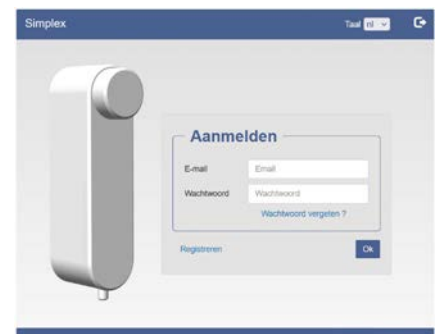 Simplex
Taal nl
Aanmelden
E-mail Email
Wachtwoord Wachtwoord
Wachtwoord vergeten ?
Registreren Ok